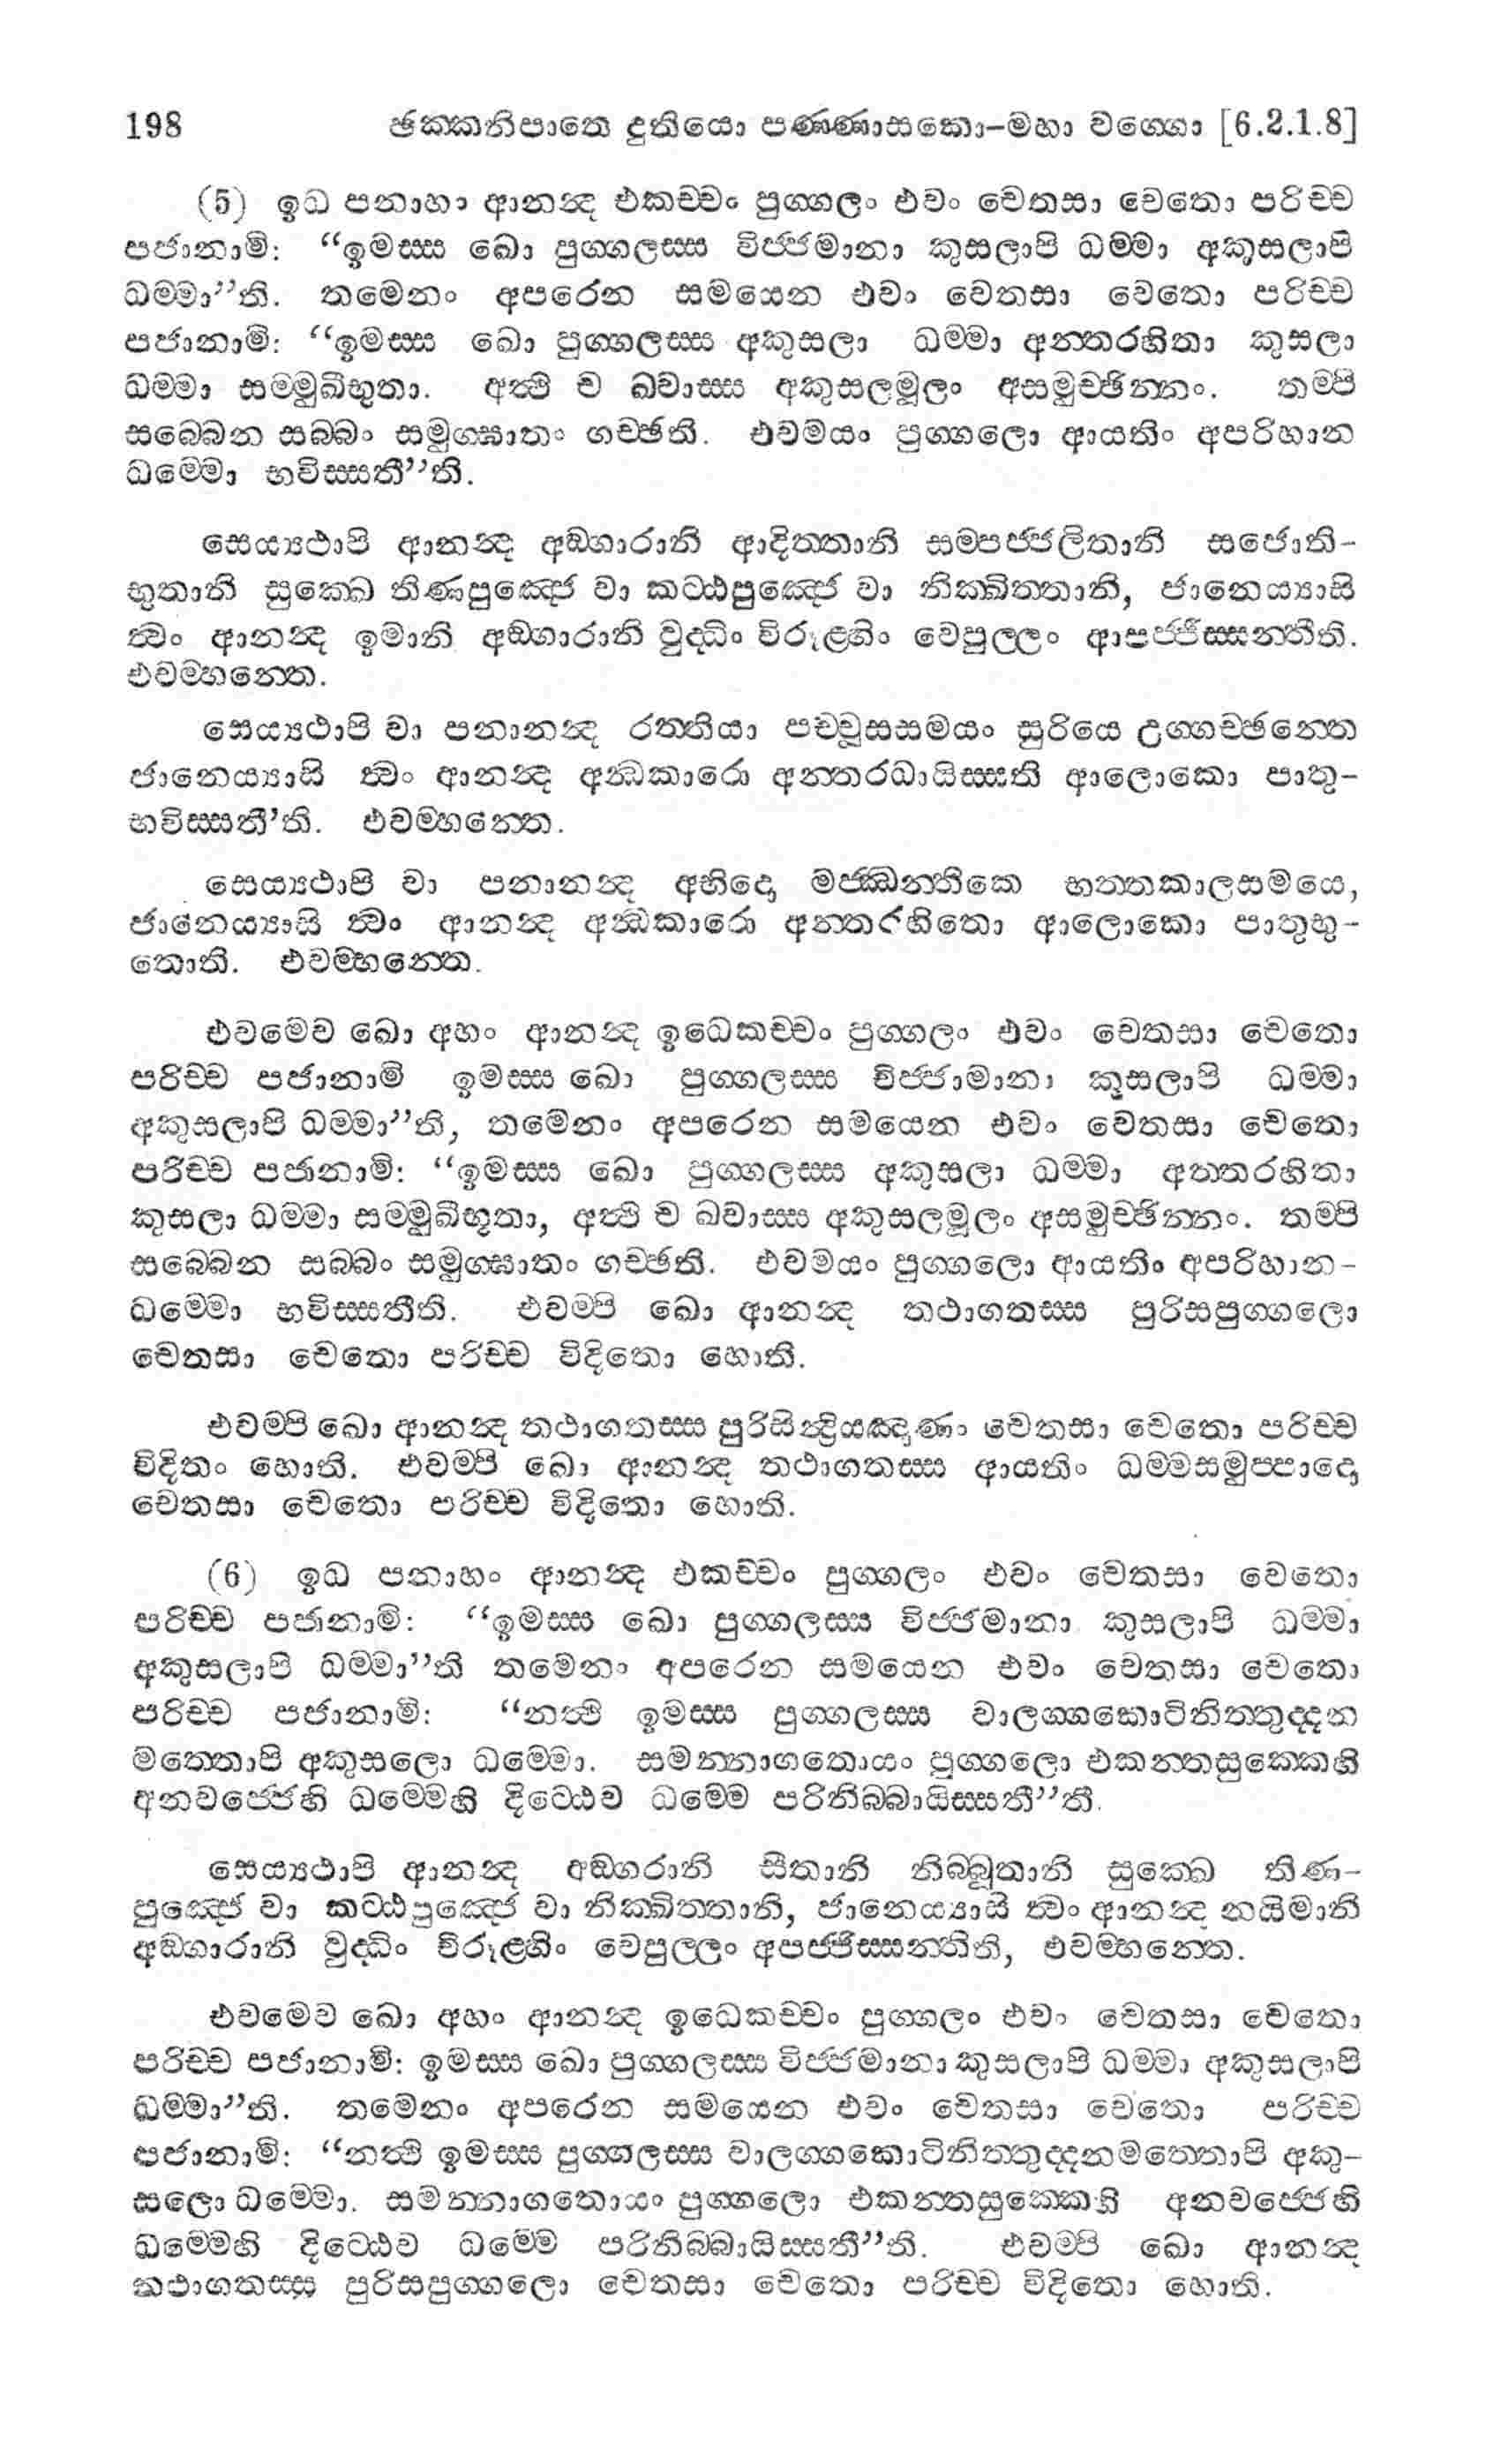 198 ඡක්කනිපාතෙ දුතියො පණ්ණාසකො–මහා වග්ගො [6.2.1.8]
(5) ඉධ පනාහා ආනන්‍ද එකච්චං පුග්ගලං එවං චෙතසා චෙතො පරිච්ච
පජානාමි: “ඉමස්ස ඛො පුග්ගලස්ස විජ්ජමානා කුසලාපි ධම්මා අකුසලාපි
ධම්මා”ති. තමෙනං අපරෙන සමයෙන එවං චෙතසා චෙතො පරිච්ච
පජානාමි: “ඉමස්ස ඛො පුග්ගලස්ස අකුසලා ධම්මා අන්තරහිතා කුසලා
ධම්මා සම්මුඛීභුතා. අත්‍ථි ච ඛ්වාස්ස අකුසලමූලං අසමුච්ඡින්නං. තම්පි
සබ්බෙන සබ්බං සමුග්ඝාතං ගච්ඡති. එවමයං පුග්ගලො ආයතිං අපරිහාන
ධම්මො භවිස්සතී”ති.
සෙය්‍යථාපි ආනන්‍ද අඞ්ගාරානි ආදිත්තානි සම්පජ්ජලිතානි සජොති–
භුතානි සුක්ඛෙ තිණපුඤ්ජෙ වා කට්ඨපුඤ්ජෙ වා නික්ඛිත්තානි, ජානෙය්‍යාසි
ත්‍වං ආනන්‍ද ඉමානි අඞ්ගාරානි වුද්ධිං විරූළ්හිං වෙපුල්ලං ආපජ්ජිස්සන්තීති.
එවම්භන්තෙ.
සෙය්‍යථාපි වා පනානන්‍ද රත්තියා පච්චූසසමයං සුරියෙ උග්ගච්ඡන්තෙ
ජානෙය්‍යාසි ත්‍වං ආනන්‍ද අන්‍ධකාරො අන්තරධායිස්සති ආලොකො පාතු–
භවිස්සතී’ති. එවම්භන්තෙ.
සෙය්‍යථාපි වා පනානන්‍ද අභිදො මජ්ඣන්තිකෙ භත්තකාලසමයෙ,
ජානෙය්‍යාසි ත්‍වං ආනන්‍ද අන්‍ධකාරො අන්තරහිතො ආලොකො පාතුභු–
තොති. එවම්භන්තෙ.
එවමෙව ඛො අහං ආනන්‍ද ඉධෙකච්චං පුග්ගලං එවං චෙතසා චෙතො
පරිච්ච පජානාමි ඉමස්ස ඛො පුග්ගලස්ස විජ්ජාමානා කුසලාපි ධම්මා
අකුසලාපි ධම්මා”ති, තමෙනං අපරෙන සමයෙන එවං චෙතසා චෙතො
පරිච්ච පජානාමි: “ඉමස්ස ඛො පුග්ගලස්ස අකුසලා ධම්මා අන්තරහිතා
කුසලා ධම්මා සම්මුඛීභූතා, අත්‍ථි ච ඛ්වාස්ස අකුසලමූලං අසමුච්ඡින්නං. තම්පි
සබ්බෙන සබ්බං සමුග්ඝාතං ගච්ඡති. එවමයං පුග්ගලො ආයතිං අපරිහාන–
ධම්මො භවිස්සතීති. එවම්පි ඛො ආනන්‍ද තථාගතස්ස පුරිසපුග්ගලො
චෙතසා චෙතො පරිච්ච විදිතො හොති.
එවම්පි ඛො ආනන්‍ද තථාගතස්ස පුරිසින්‍ද්‍රියඤාණං චෙතසා චෙතො පරිච්ච
විදිතං හොති. එවම්පි ඛො ආනන්‍ද තථාගතස්ස ආයතිං ධම්මසමුප්පාදො
චෙතසා චෙතො පරිච්ච විදිතො හොති.
(6) ඉධ පනාහං ආනන්‍ද එකච්චං පුග්ගලං එවං චෙතසා චෙතො
පරිච්ච පජානාමි: “ඉමස්ස ඛො පුග්ගලස්ස විජ්ජමානා කුසලාපි ධම්මා
අකුසලාපි ධම්මා”ති තමෙනං අපරෙන සමයෙන එවං චෙතසා චෙතො
පරිච්ච පජානාමි: “නත්‍ථි ඉමස්ස පුග්ගලස්ස වාලග්ගකොටිනිත්තුද්දන
මත්තොපි අකුසලො ධම්මො. සමන්නාගතොයං පුග්ගලො එකන්තසුක්කෙහි
අනවජ්ජෙහි ධම්මෙහි දිට්ඨෙව ධම්මෙ පරිනිබ්බායිස්සතී”ති.
සෙය්‍යථාපි ආනන්‍ද අඞ්ගරානි සීතානි නිබ්බූතානි සුක්ඛෙ තිණ–
පුඤ්ජෙ වා කට්ඨපුඤ්ජෙ වා නික්ඛිත්තානි, ජානෙය්‍යාසි ත්‍වං ආනන්‍ද නයිමානි
අඞ්ගාරානි වුද්ධිං විරූළ්හිං වෙපුල්ලං අපජ්ජිස්සන්තිති, එවම්භන්තෙ.
එවමෙව ඛො අහං ආනන්‍ද ඉධෙකච්චං පුග්ගලං එවං චෙතසා චෙතො
පරිච්ච පජානාමි: ඉමස්ස ඛො පුග්ගලස්ස විජ්ජමානා කුසලාපි ධම්මා අකුසලාපි
ධම්මා”ති. තමෙනං අපරෙන සමයෙන එවං චෙතසා චෙතො පරිච්ච
පජානාමි: “නත්‍ථි ඉමස්ස පුග්ගලස්ස වාලග්ගකොටිනිත්තුද්දනමත්තොපි අකු–
සලො ධම්මො. සමන්නාගතොයං පුග්ගලො එකන්තසුක්කෙහි අනවජ්ජෙහි
ධම්මෙහි දිට්ඨෙව ධම්මෙ පරිනිබ්බායිස්සතී”ති. එවම්පි ඛො ආනන්‍ද
තථාගතස්ස පුරිසපුග්ගලො චෙතසා චෙතො පරිච්ච විදිතො හොති.